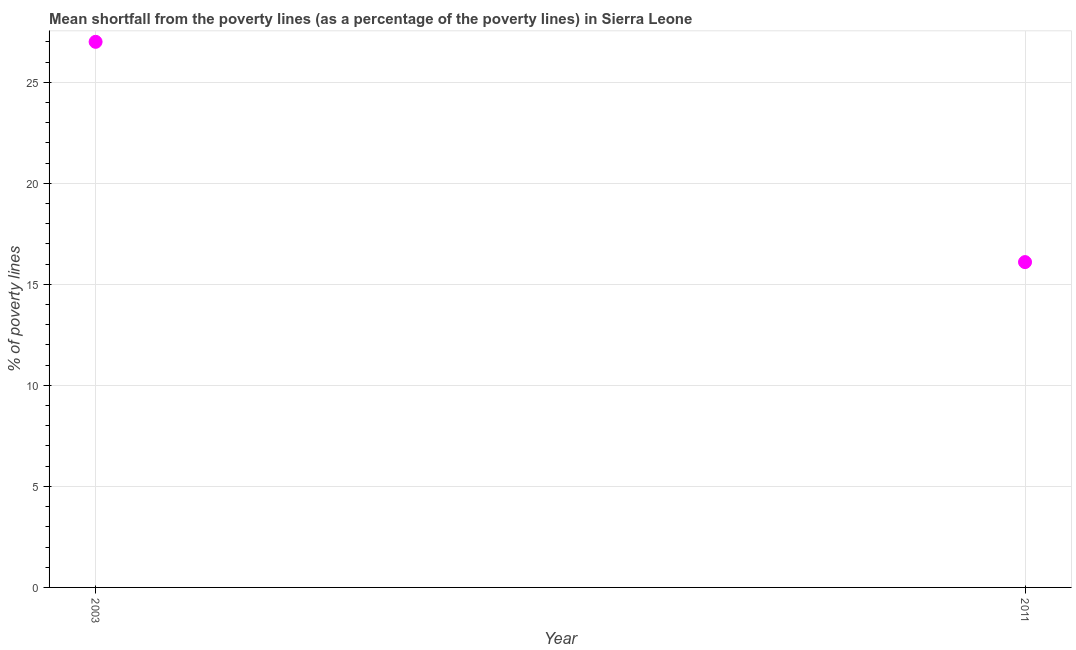 Mean shortfall from the poverty lines (as a percentage of the poverty lines) in Sierra Leone
% of poverty lines
25
20
15
10
5
0
2003
2011
Year